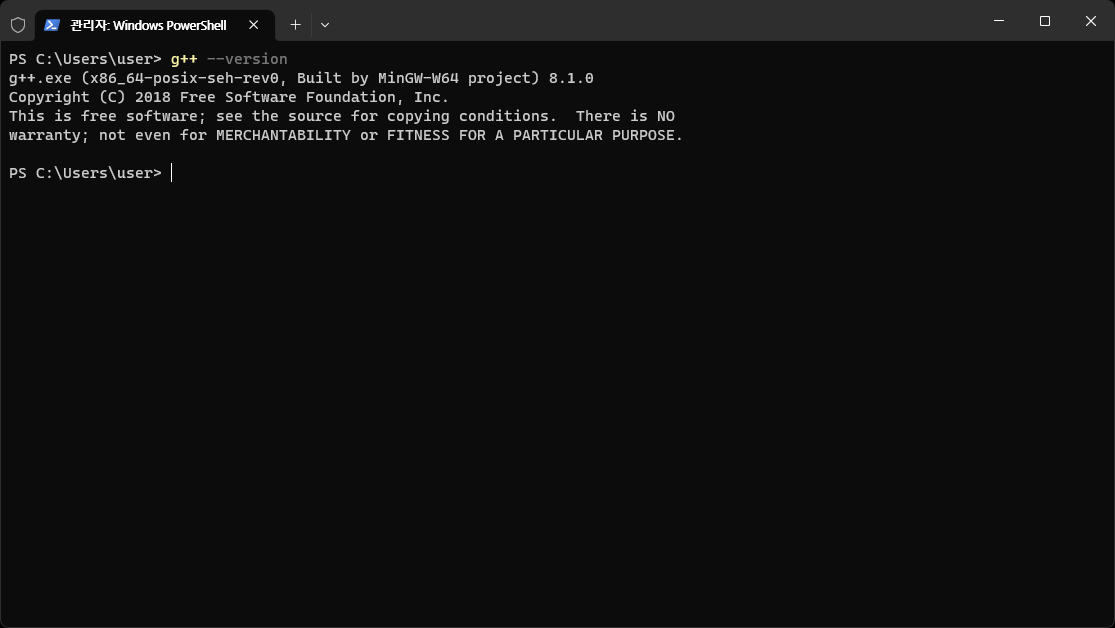 관리자: Windows PowerShell
PS C:\Users\user> g++ --version
g++.exe (x86_64-posix-seh-rev0, Built by MinGW-W64 project) 8.1.0
Copyright (C) 2018 Free Software Foundation, Inc.
This is free software; see the source for copying conditions.  There is NO
warranty; not even for MERCHANTABILITY or FITNESS FOR A PARTICULAR PURPOSE.
PS C:\Users\user>